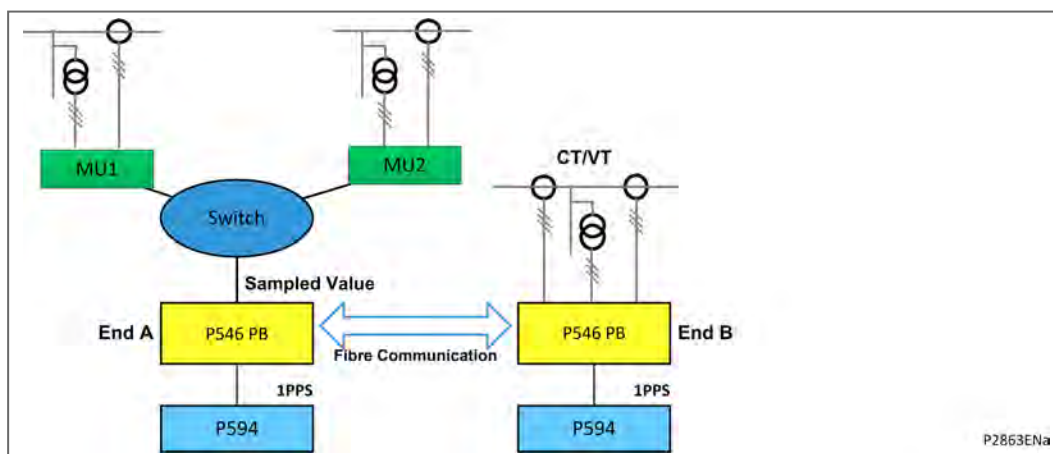 MU1
MU2
CT/VT
Switch
Sampled Value
End A
P546 PB
Fibre Communication
P546 PB
End B
1PPS
1PPS
P594
P594
P2863ENa